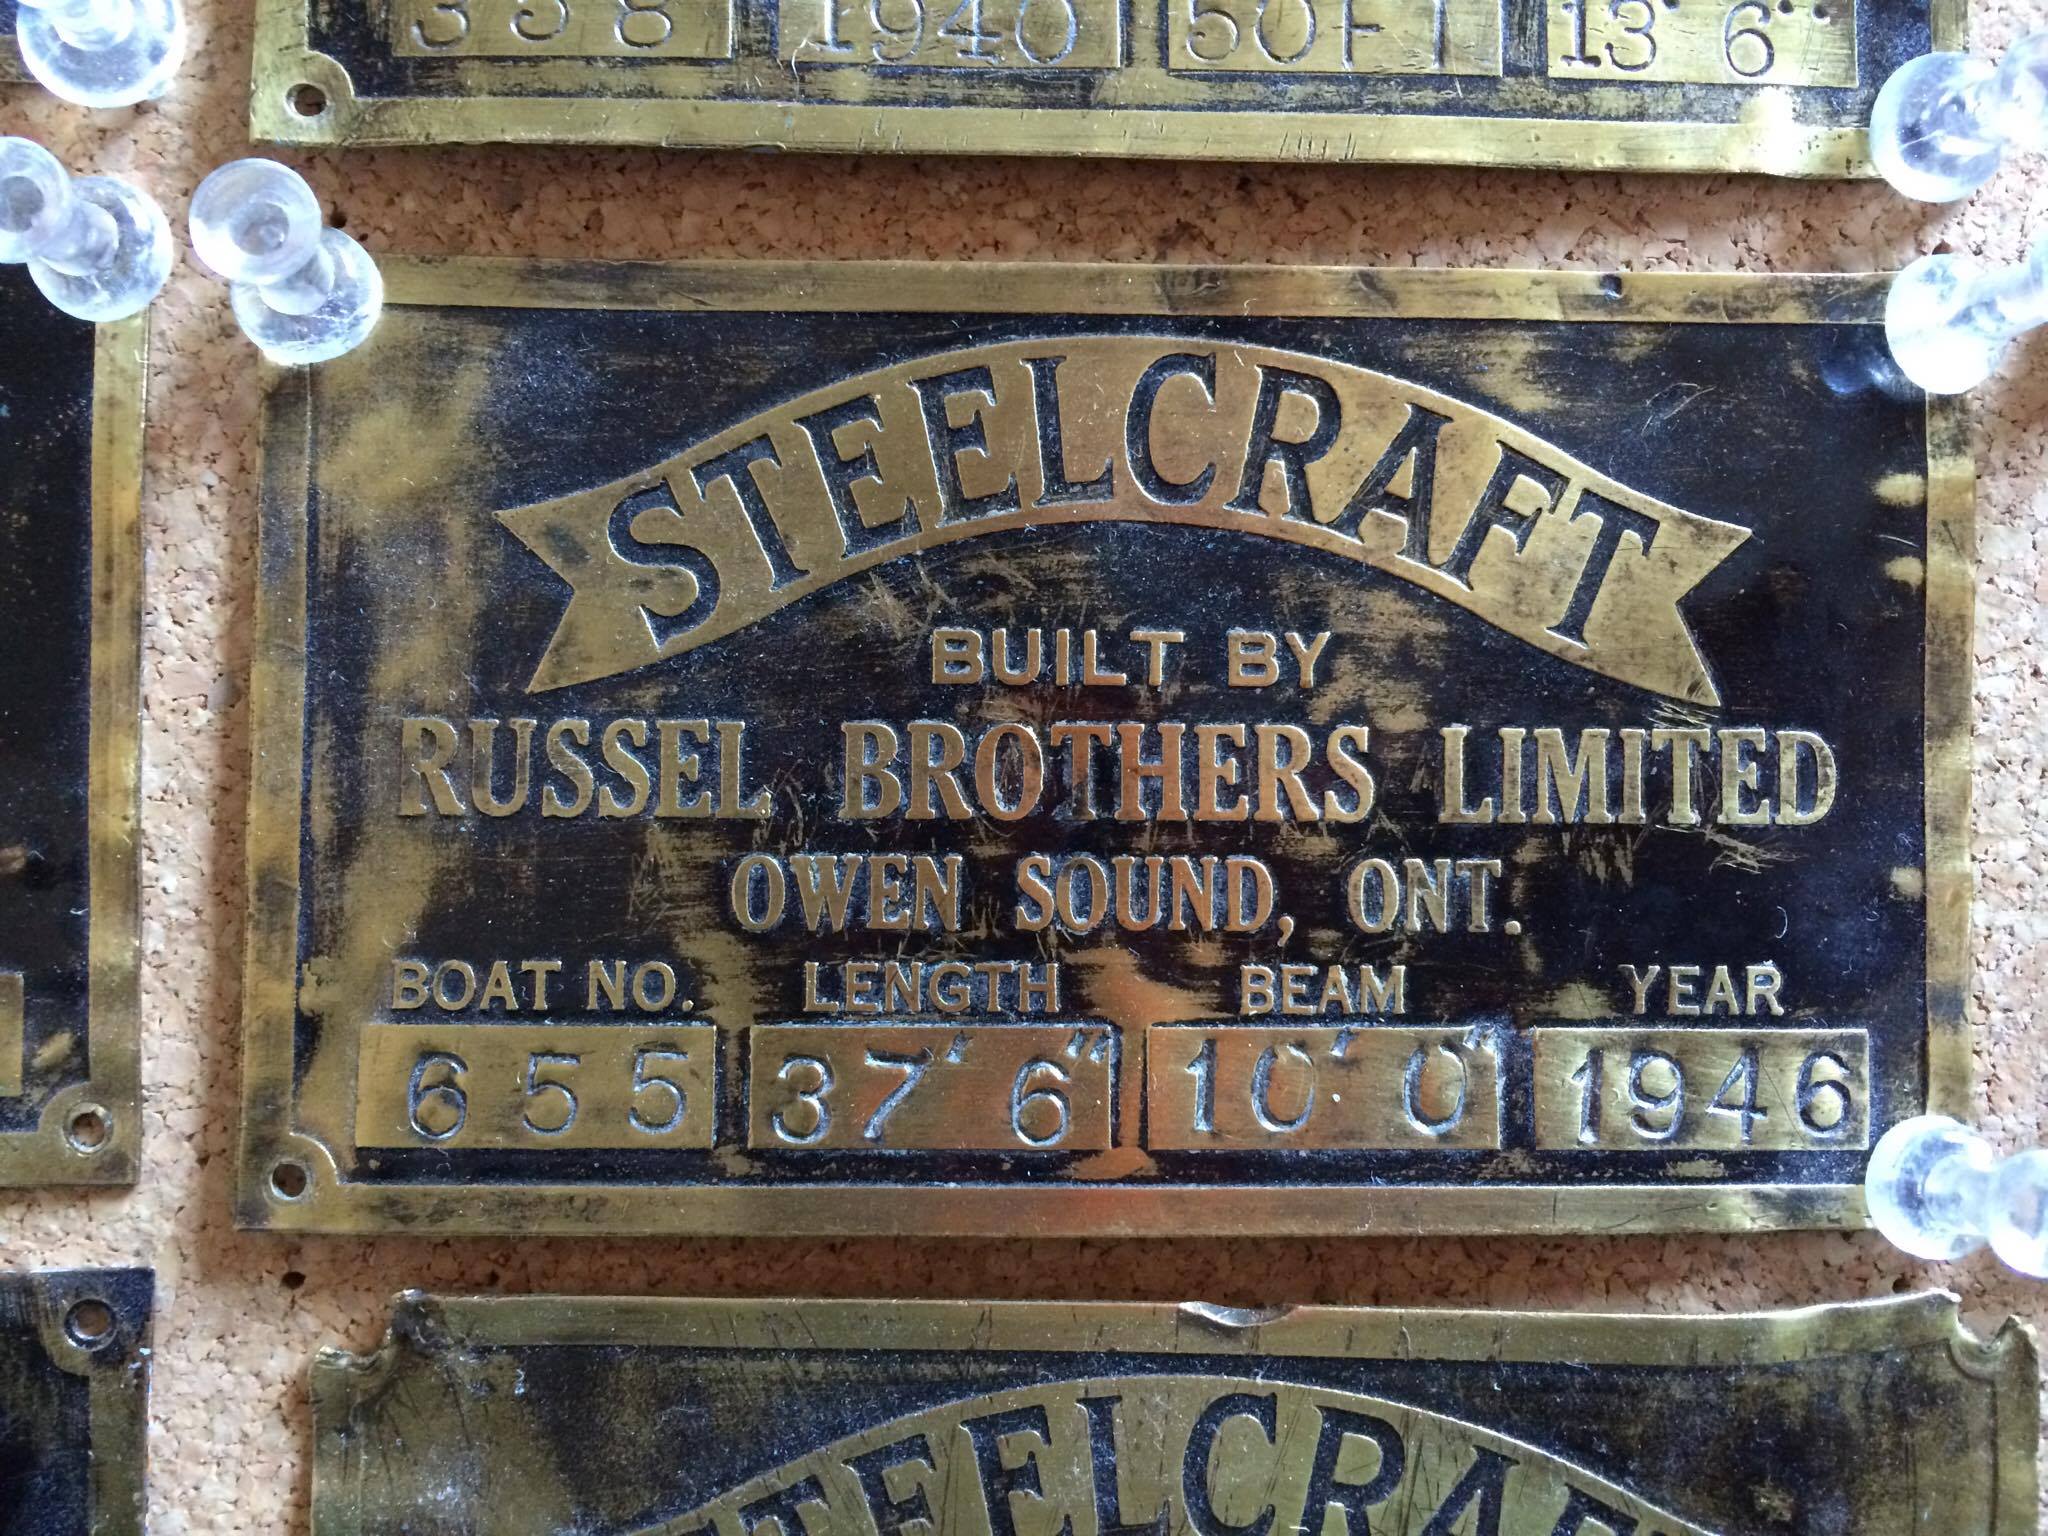 358 1940 50FT 13' 6"
STEELCRAFT
BUILT BY
RUSSEL BROTHERS LIMITED
OWEN SOUND, ONT.
BOAT NO. LENGTH BEAM YEAR
655 37' 6" 10' 0" 1946
STEELCRAFT